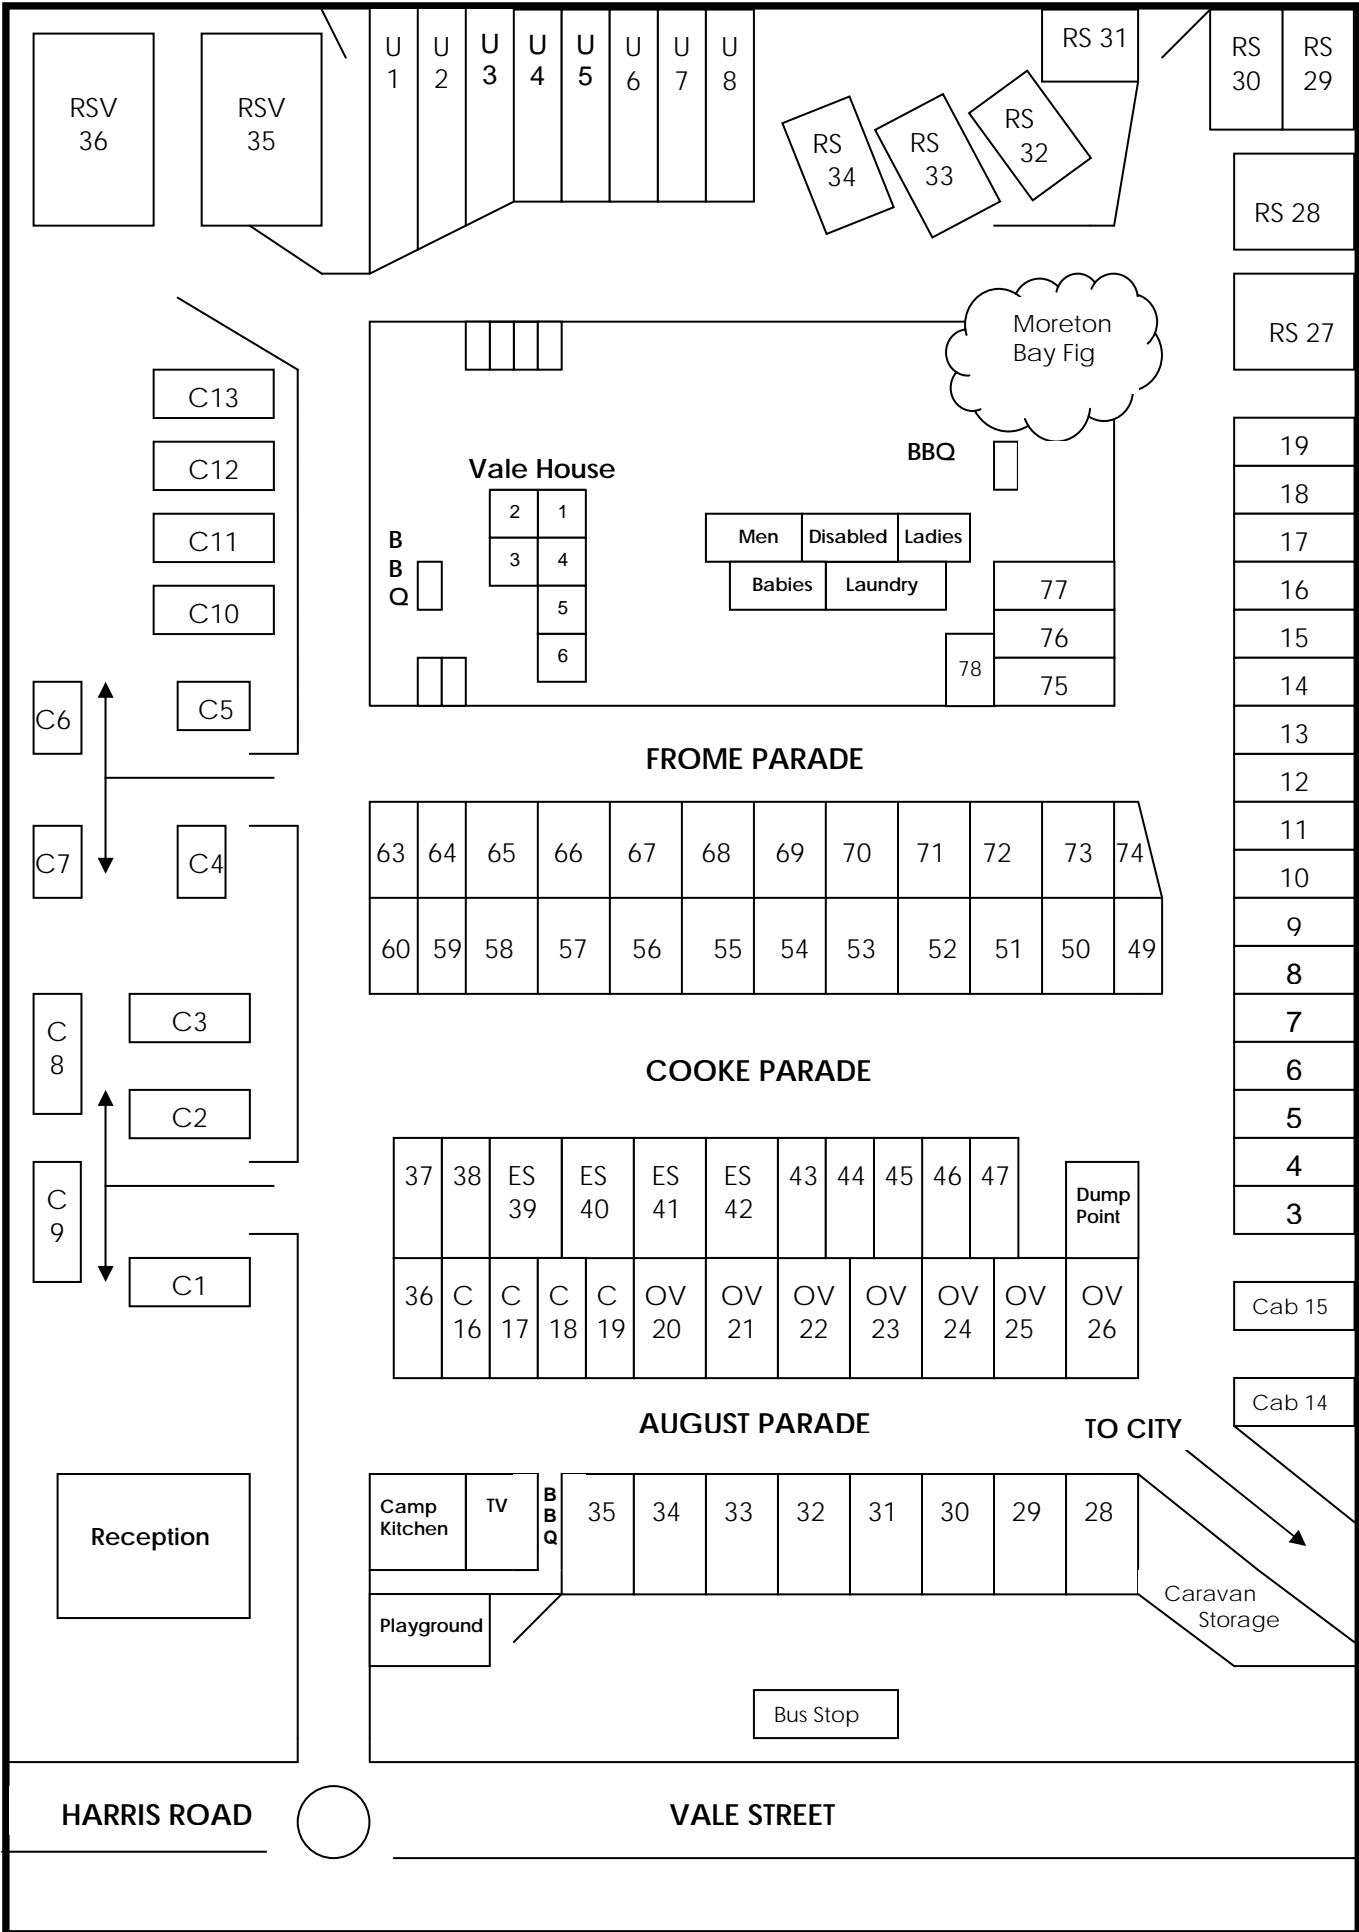 RSV
36
RSV
35
U
1
U
2
U
3
U
4
U
5
U
6
U
7
U
8
RS
34
RS
33
RS
32
RS 31
RS
30
RS
29
RS 28
RS 27
Moreton
Bay Fig
C13
C12
C11
C10
C6
C5
C7
C4
C
8
C3
C2
C
9
C1
Vale House
2
1
3
4
5
6
B
B
Q
BBQ
Men
Disabled
Ladies
Babies
Laundry
77
76
75
78
19
18
17
16
15
14
13
12
11
10
9
8
7
6
5
4
3
FROME PARADE
63
64
65
66
67
68
69
70
71
72
73
74
60
59
58
57
56
55
54
53
52
51
50
49
COOKE PARADE
37
38
ES
39
ES
40
ES
41
ES
42
43
44
45
46
47
Dump
Point
36
C
16
C
17
C
18
C
19
OV
20
OV
21
OV
22
OV
23
OV
24
OV
25
OV
26
Cab 15
Cab 14
AUGUST PARADE
TO CITY
Reception
Camp
Kitchen
TV
B
B
Q
35
34
33
32
31
30
29
28
Playground
Caravan
Storage
Bus Stop
HARRIS ROAD
VALE STREET